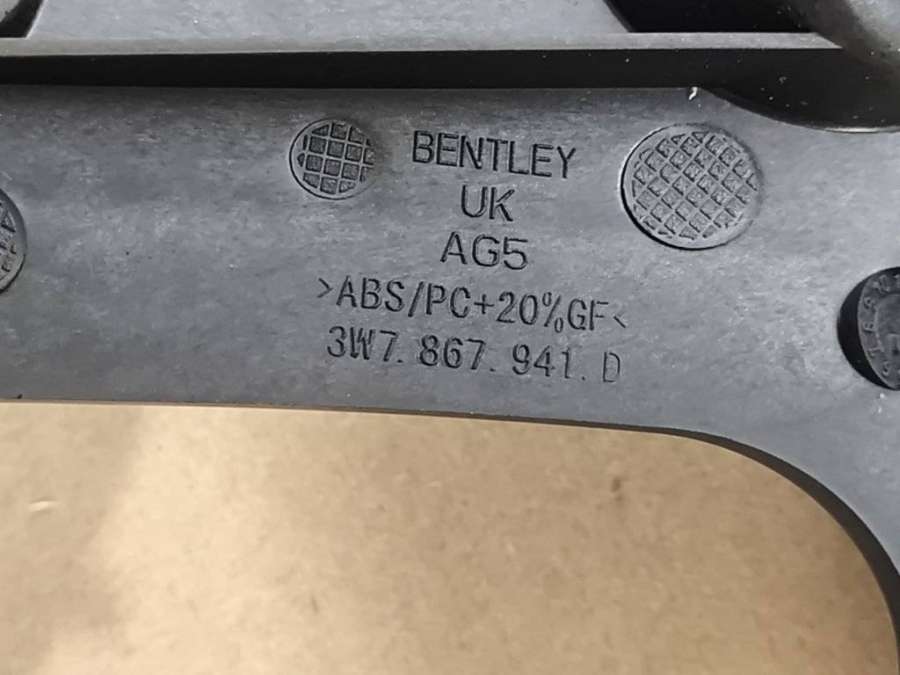 BENTLEY
UK
AG5
>ABS/PC+20%GF<
3W7.867.941.D